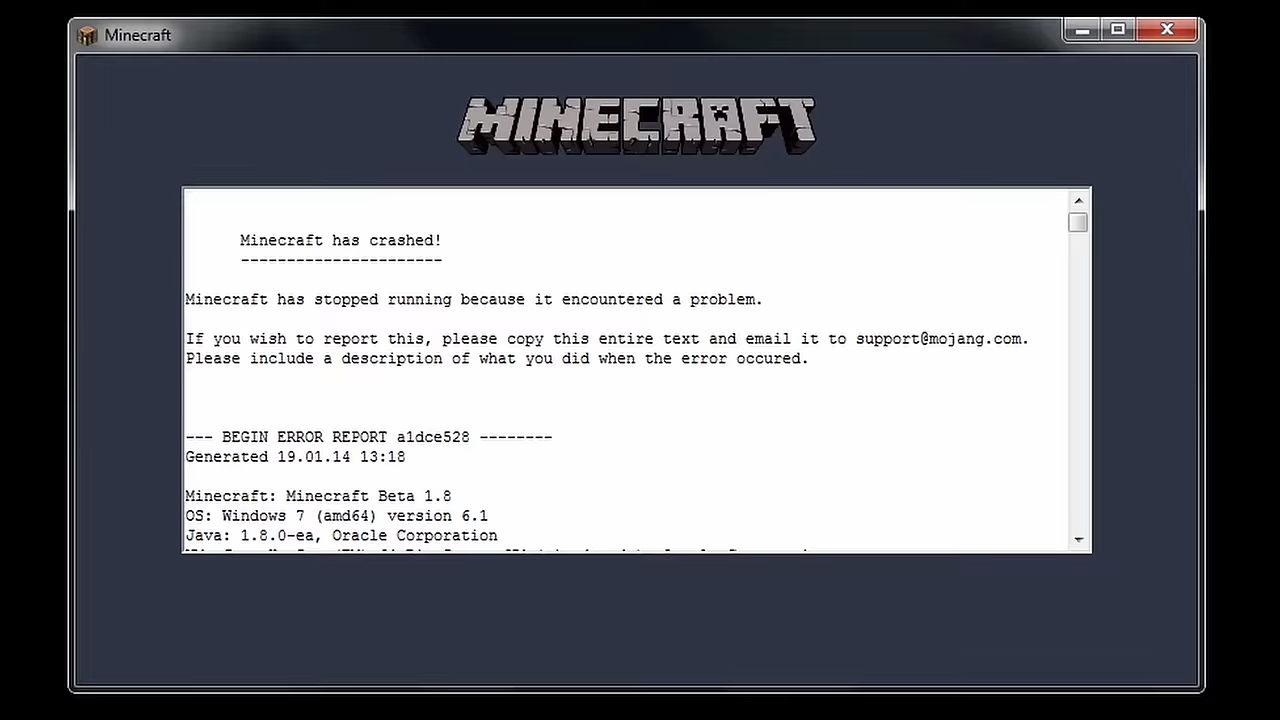 Minecraft
MINECRAFT
Minecraft has crashed!
----------------------
Minecraft has stopped running because it encountered a problem.
If you wish to report this, please copy this entire text and email it to support@mojang.com.
Please include a description of what you did when the error occured.
--- BEGIN ERROR REPORT a1dce528 --------
Generated 19.01.14 13:18
Minecraft: Minecraft Beta 1.8
OS: Windows 7 (amd64) version 6.1
Java: 1.8.0-ea, Oracle Corporation